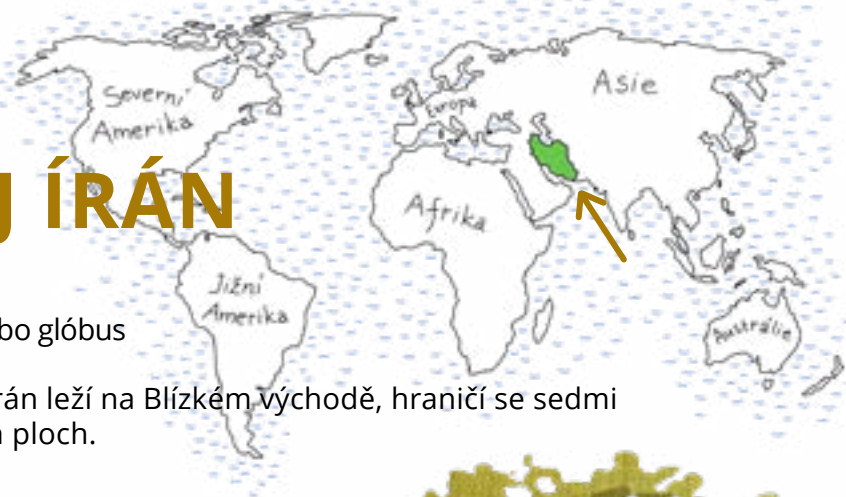 Severní
Amerika
Evropa
Asie
J ÍRÁN
Afrika
Jižní
Amerika
Austrálie
bo glóbus
rán leží na Blízkém východě, hraničí se sedmi
ploch.